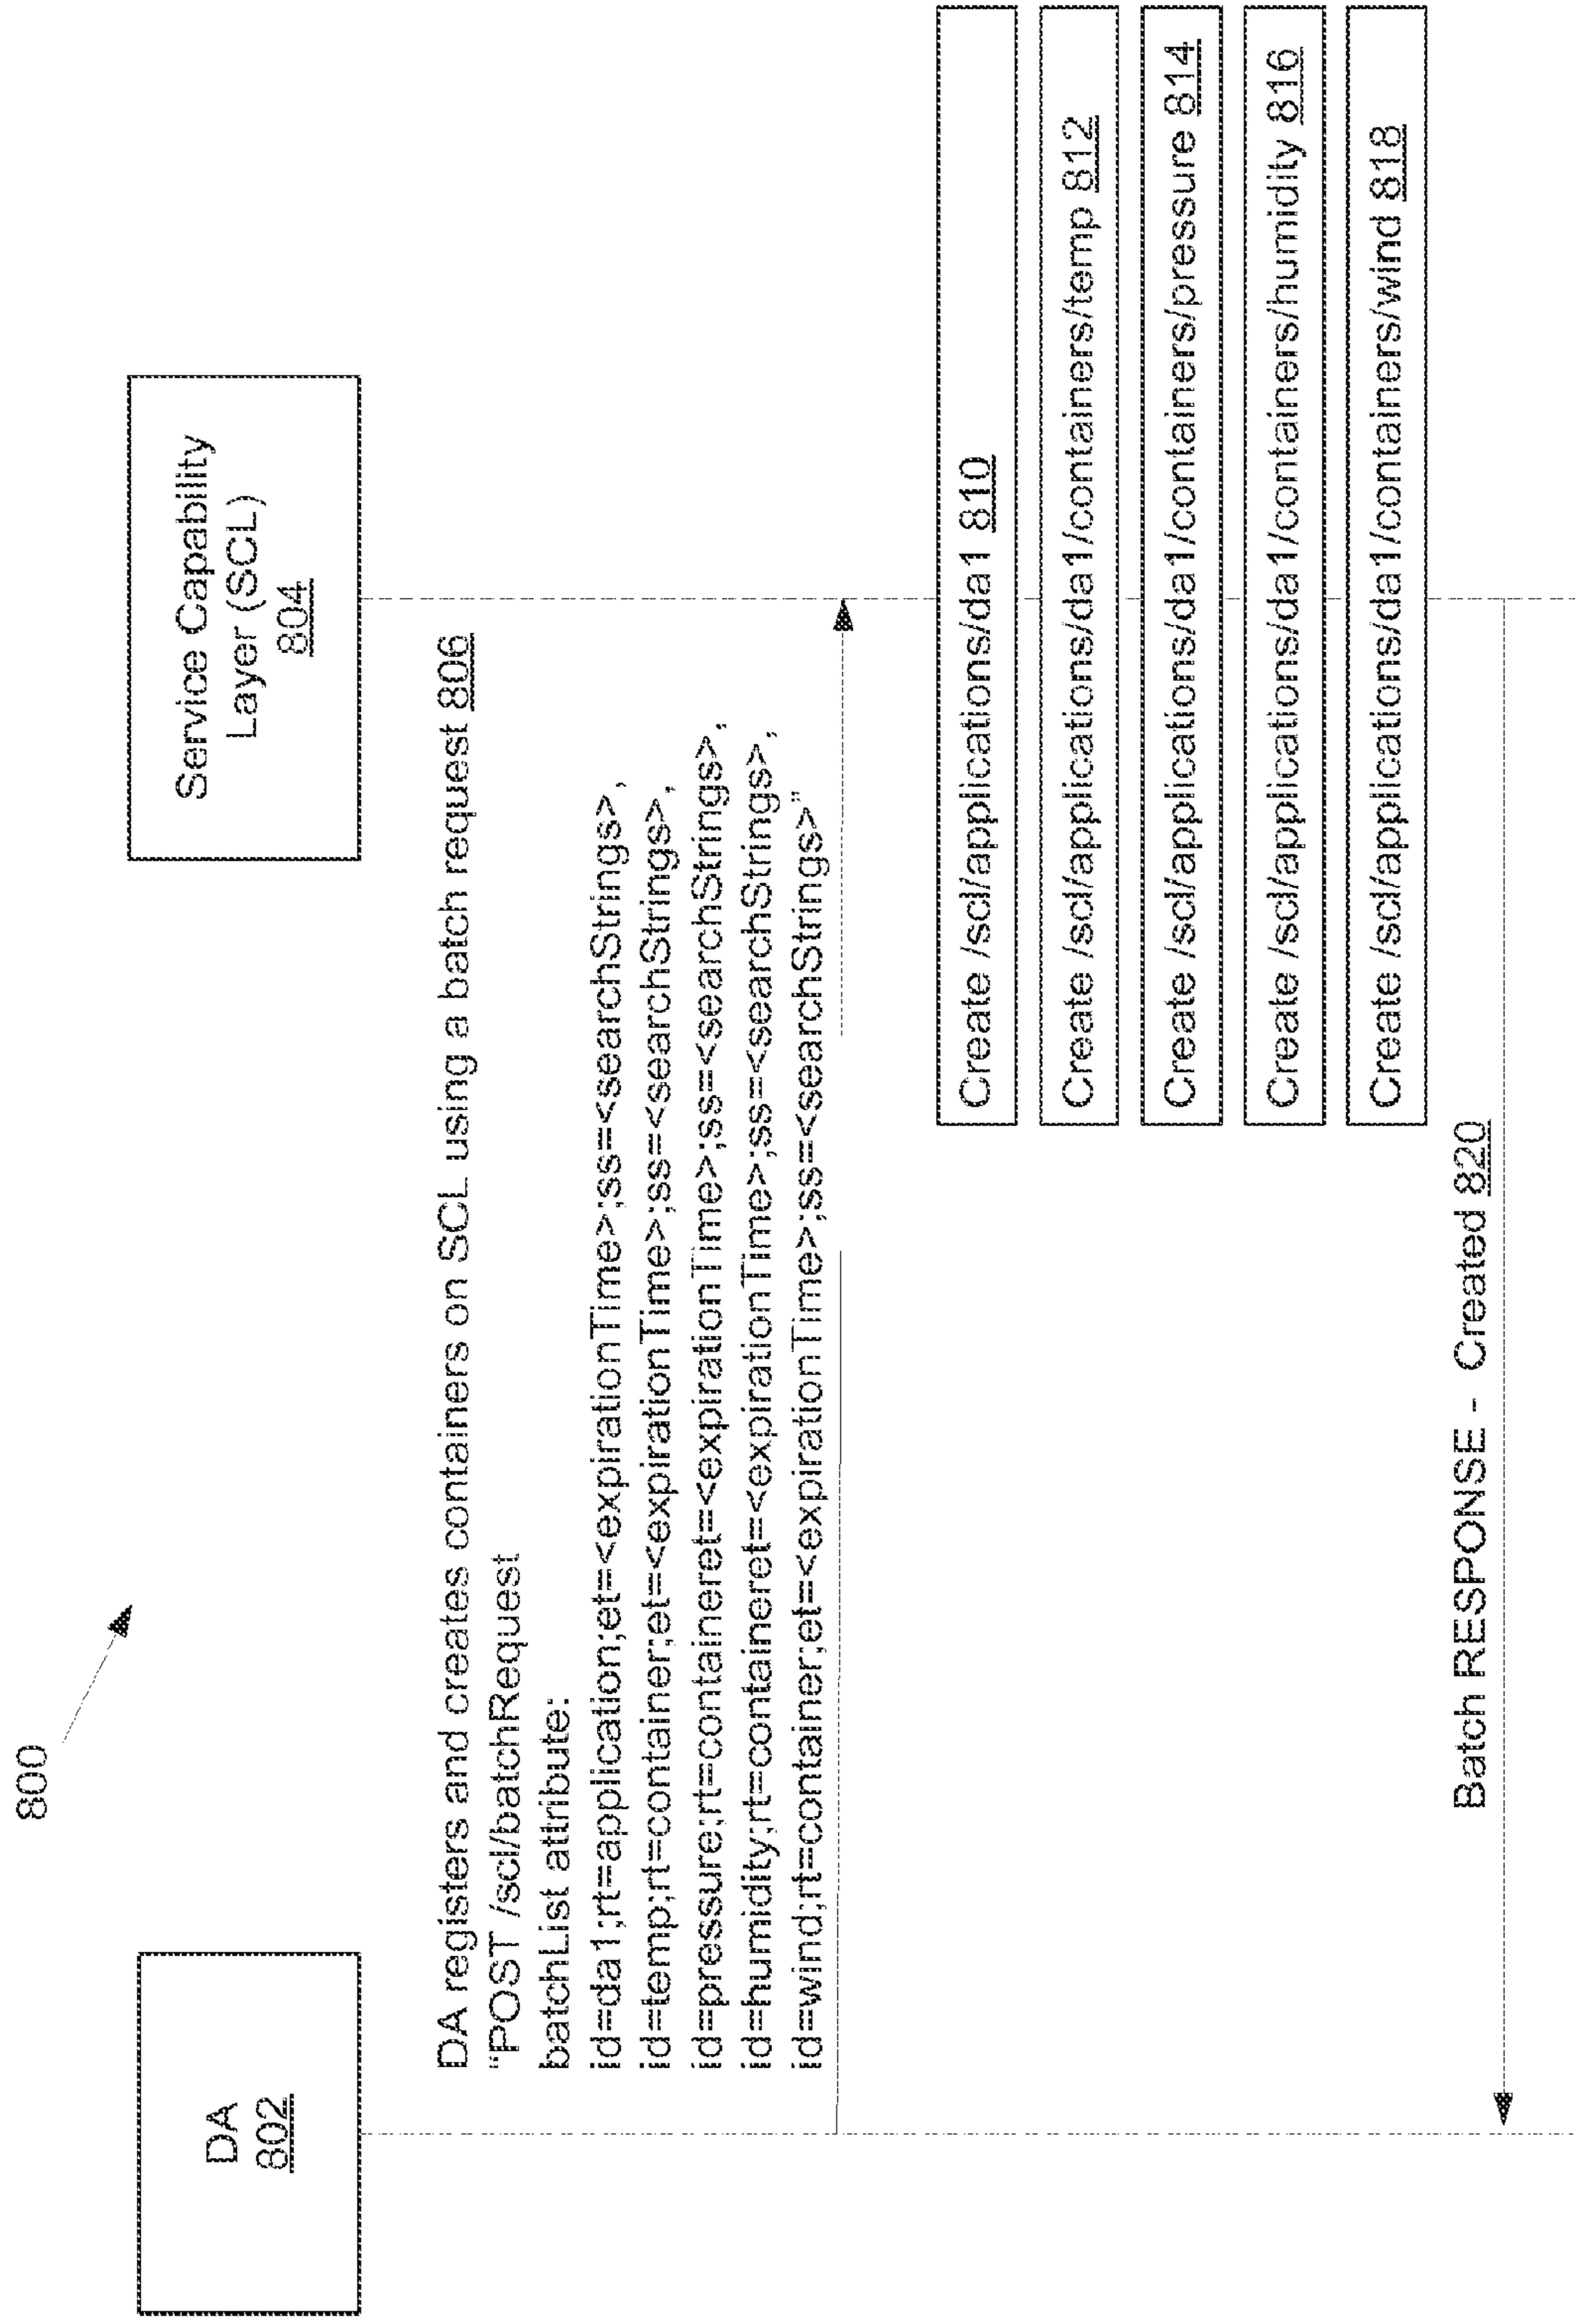 800
DA
802
Service Capability
Layer (SCL)
804
DA registers and creates containers on SCL using a batch request 806
"POST /scl/batchRequest
batchList attribute:
id=da1;rt=application;et=<expirationTime>;ss=<searchStrings>,
id=temp;rt=container;et=<expirationTime>;ss=<searchStrings>,
id=pressure;rt=containeret=<expirationTime>;ss=<searchStrings>,
id=humidity;rt=containeret=<expirationTime>;ss=<searchStrings>,
id=wind;rt=container;et=<expirationTime>;ss=<searchStrings>"
Create /scl/applications/da1 810
Create /scl/applications/da1/containers/temp 812
Create /scl/applications/da1/containers/pressure 814
Create /scl/applications/da1/containers/humidity 816
Create /scl/applications/da1/containers/wind 818
Batch RESPONSE - Created 820